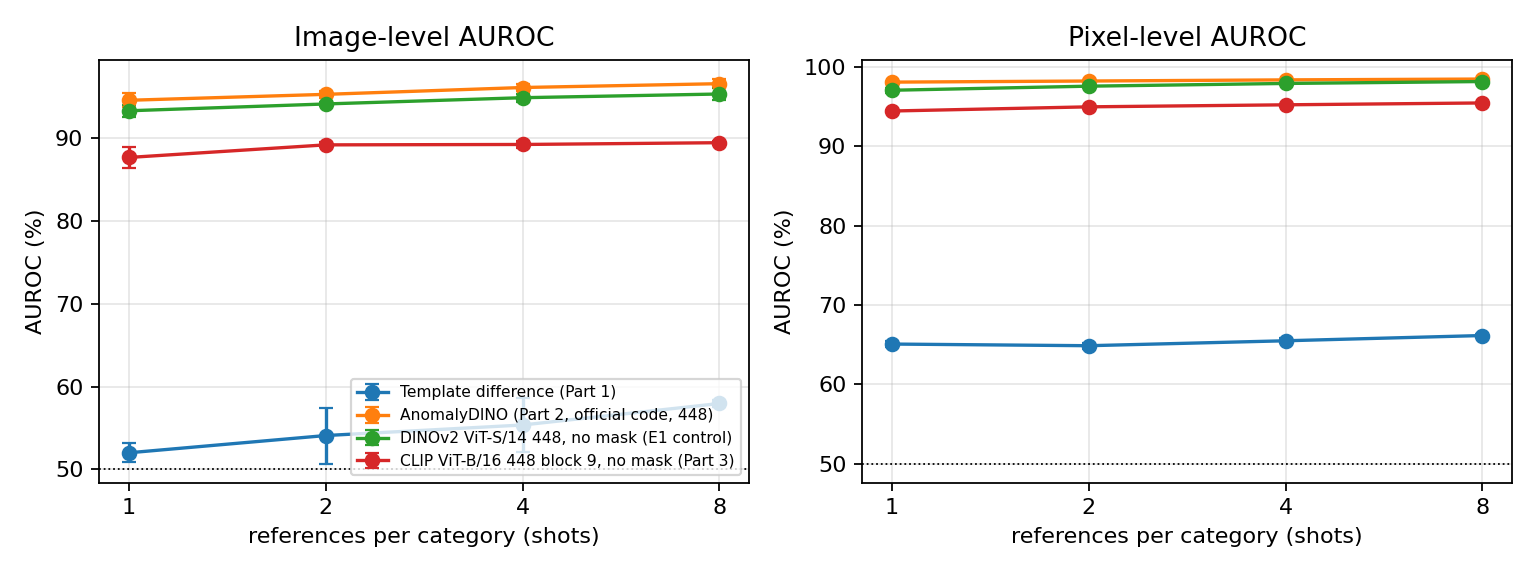 Image-level AUROC
AUROC (%)
90
80
70
60
50
1 2 4 8
references per category (shots)
Template difference (Part 1)
AnomalyDINO (Part 2, official code, 448)
DINOv2 ViT-S/14 448, no mask (E1 control)
CLIP ViT-B/16 448 block 9, no mask (Part 3)
Pixel-level AUROC
AUROC (%)
100
90
80
70
60
50
1 2 4 8
references per category (shots)